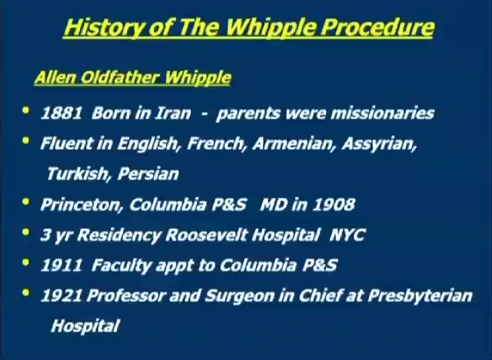 History of The Whipple Procedure
Allen Oldfather Whipple
• 1881 Born in Iran - parents were missionaries
• Fluent in English, French, Armenian, Assyrian,
Turkish, Persian
• Princeton, Columbia P&S MD in 1908
• 3 yr Residency Roosevelt Hospital NYC
• 1911 Faculty appt to Columbia P&S
• 1921 Professor and Surgeon in Chief at Presbyterian
Hospital